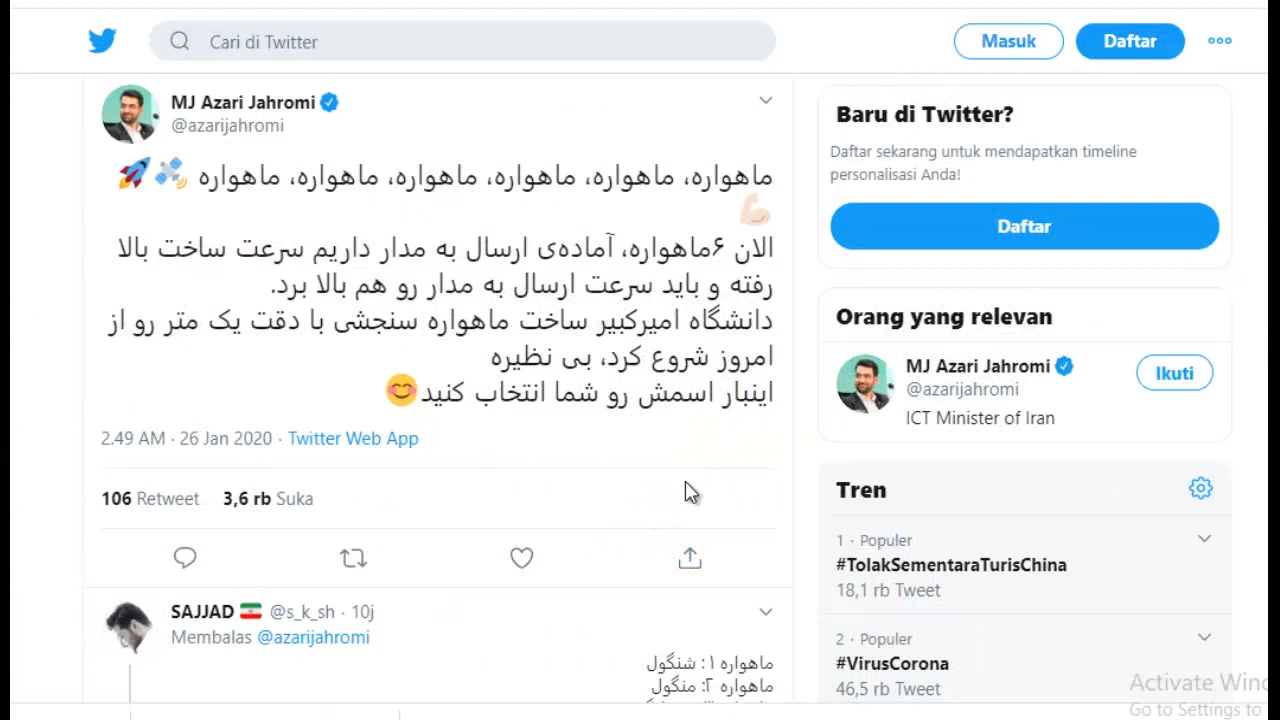 Cari di Twitter
Masuk
Daftar
MJ Azari Jahromi
@azarijahromi
ماهواره، ماهواره، ماهواره، ماهواره، ماهواره، ماهواره 🛰️🚀
💪🏻
الان ۶ماهواره، آماده‌ی ارسال به مدار داریم سرعت ساخت بالا
رفته و باید سرعت ارسال به مدار رو هم بالا برد.
دانشگاه امیرکبیر ساخت ماهواره سنجشی با دقت یک متر رو از
امروز شروع کرد، بی نظیره
اینبار اسمش رو شما انتخاب کنید😊
2.49 AM · 26 Jan 2020 · Twitter Web App
106 Retweet 3,6 rb Suka
SAJJAD 🇮🇷 @s_k_sh · 10j
Membalas @azarijahromi
ماهواره ۱: شنگول
ماهواره ۲: منگول
Baru di Twitter?
Daftar sekarang untuk mendapatkan timeline
personalisasi Anda!
Daftar
Orang yang relevan
MJ Azari Jahromi
@azarijahromi
Ikuti
ICT Minister of Iran
Tren
1 · Populer
#TolakSementaraTurisChina
18,1 rb Tweet
2 · Populer
#VirusCorona
46,5 rb Tweet
Activate Win
Go to Settings to